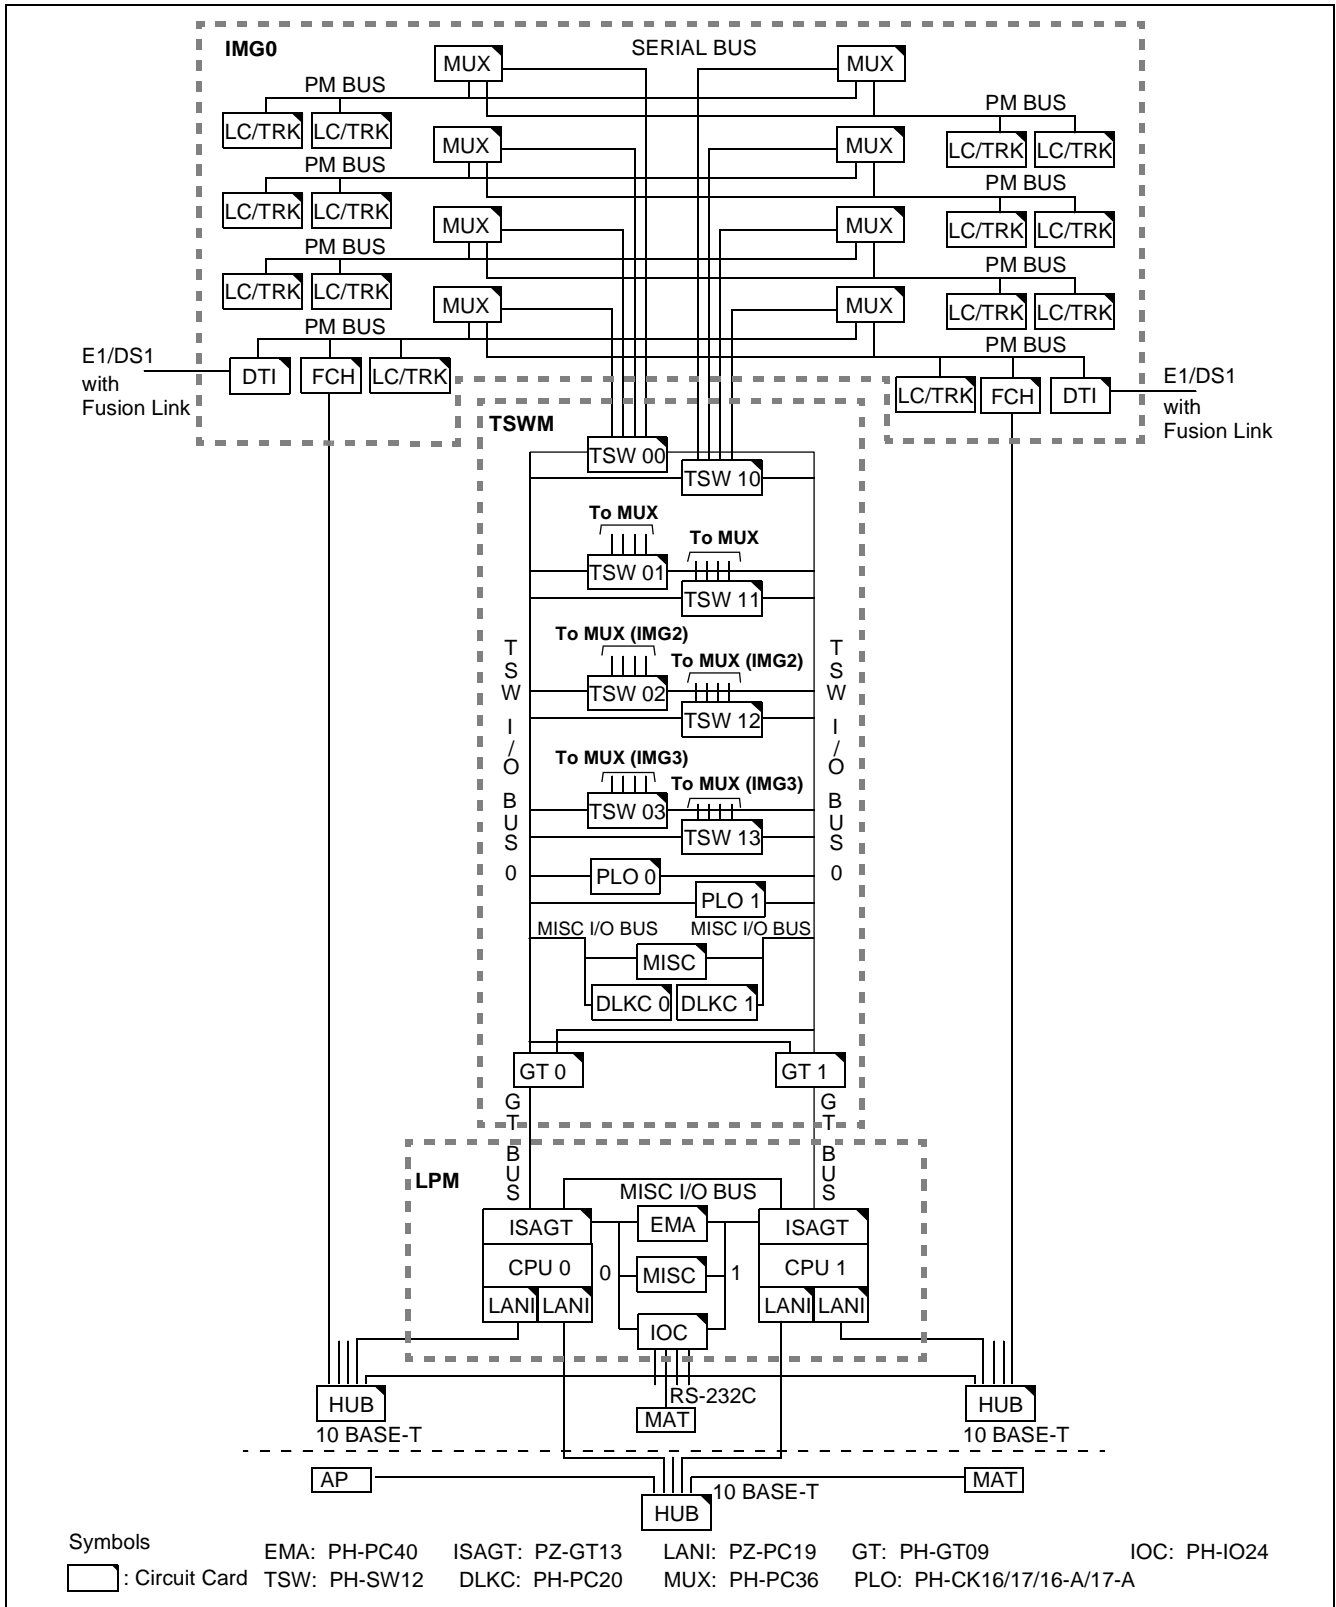 IMG0
SERIAL BUS
MUX
MUX
PM BUS
PM BUS
LC/TRK LC/TRK
LC/TRK LC/TRK
MUX
MUX
PM BUS
PM BUS
LC/TRK LC/TRK
LC/TRK LC/TRK
MUX
MUX
PM BUS
PM BUS
LC/TRK LC/TRK
LC/TRK LC/TRK
MUX
MUX
PM BUS
PM BUS
E1/DS1
with
Fusion Link
DTI FCH LC/TRK
LC/TRK FCH DTI
E1/DS1
with
Fusion Link
TSWM
TSW 00
TSW 10
To MUX
To MUX
TSW 01
TSW 11
To MUX (IMG2)
To MUX (IMG2)
TSW 02
TSW 12
To MUX (IMG3)
To MUX (IMG3)
TSW 03
TSW 13
TSW I/O BUS 0
TSW I/O BUS 0
PLO 0
PLO 1
MISC I/O BUS
MISC I/O BUS
MISC
DLKC 0 DLKC 1
GT 0
GT 1
GT BUS
GT BUS
LPM
MISC I/O BUS
ISAGT
EMA
ISAGT
CPU 0
0
MISC
1
CPU 1
LANI LANI
IOC
LANI LANI
RS-232C
HUB
MAT
HUB
10 BASE-T
10 BASE-T
AP
10 BASE-T
MAT
HUB
Symbols
: Circuit Card
EMA: PH-PC40 ISAGT: PZ-GT13 LANI: PZ-PC19 GT: PH-GT09 IOC: PH-IO24
TSW: PH-SW12 DLKC: PH-PC20 MUX: PH-PC36 PLO: PH-CK16/17/16-A/17-A